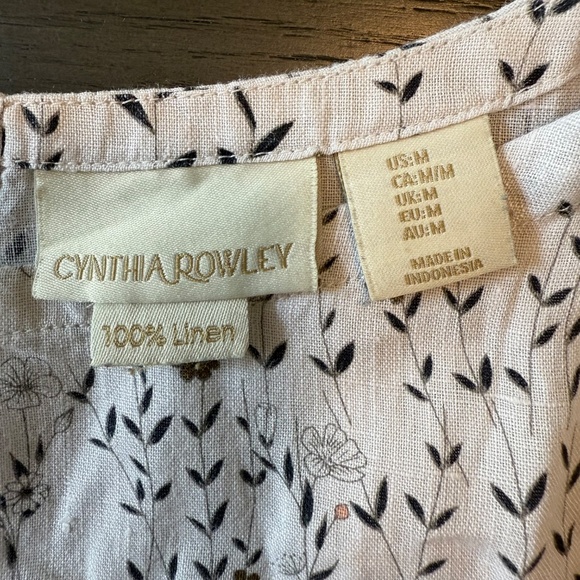 CYNTHIA ROWLEY
100% Linen
US:M
CA:M/M
UK:M
EU:M
AU:M
MADE IN
INDONESIA